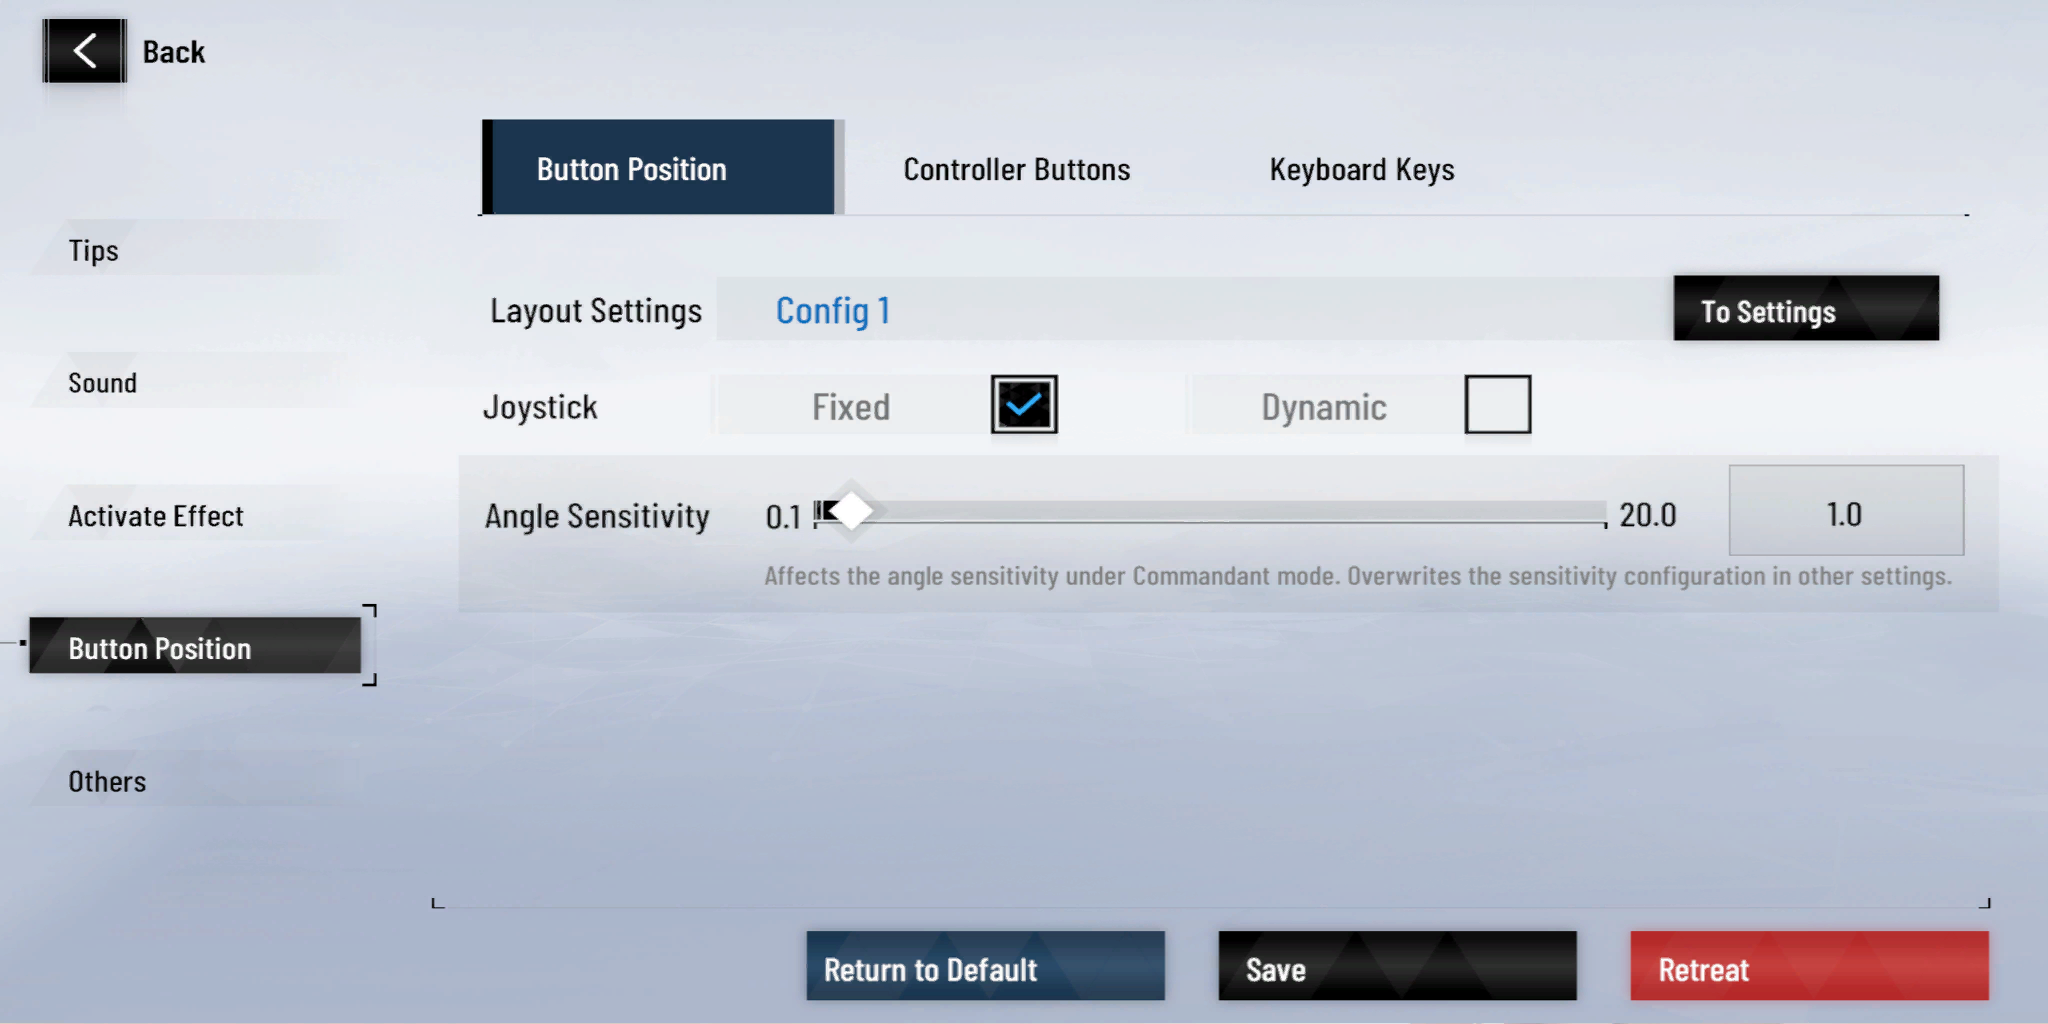 Back
Button Position
Controller Buttons
Keyboard Keys
Tips
Sound
Activate Effect
Button Position
Others
Layout Settings
Config 1
To Settings
Joystick
Fixed
Dynamic
Angle Sensitivity
0.1
20.0
1.0
Affects the angle sensitivity under Commandant mode. Overwrites the sensitivity configuration in other settings.
Return to Default
Save
Retreat